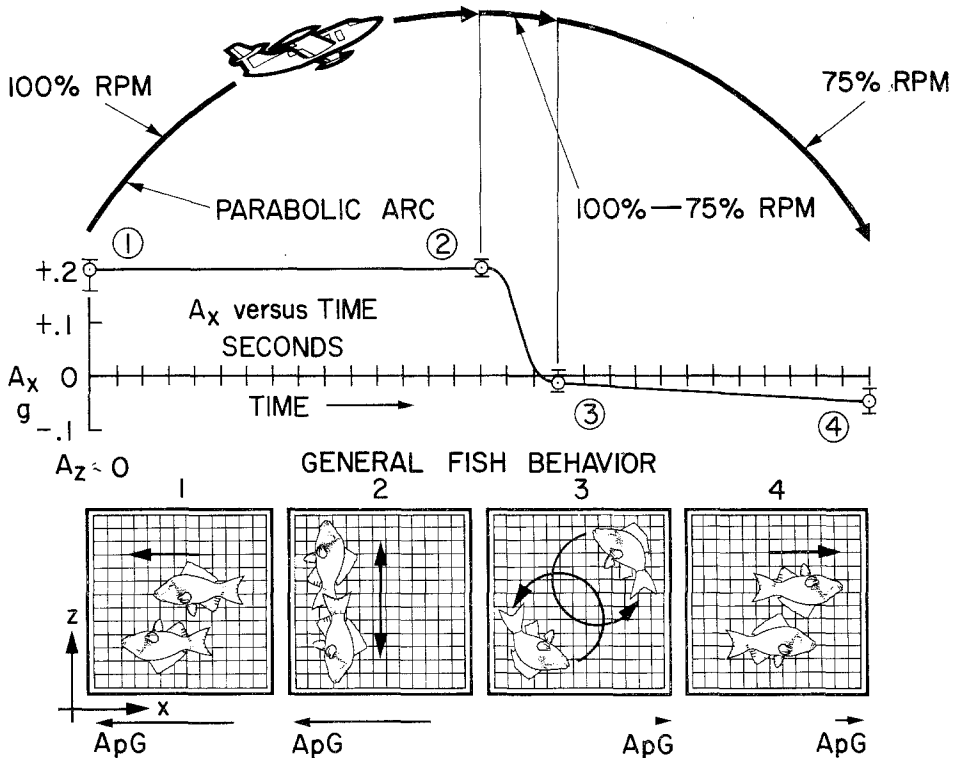 100% RPM
75% RPM
PARABOLIC ARC
100%—75% RPM
1
2
+.2
Ax versus TIME
SECONDS
+.1
Ax
0
g
TIME
3
4
-.1
Az ~ 0
GENERAL FISH BEHAVIOR
1
2
3
4
z
x
ApG
ApG
ApG
ApG